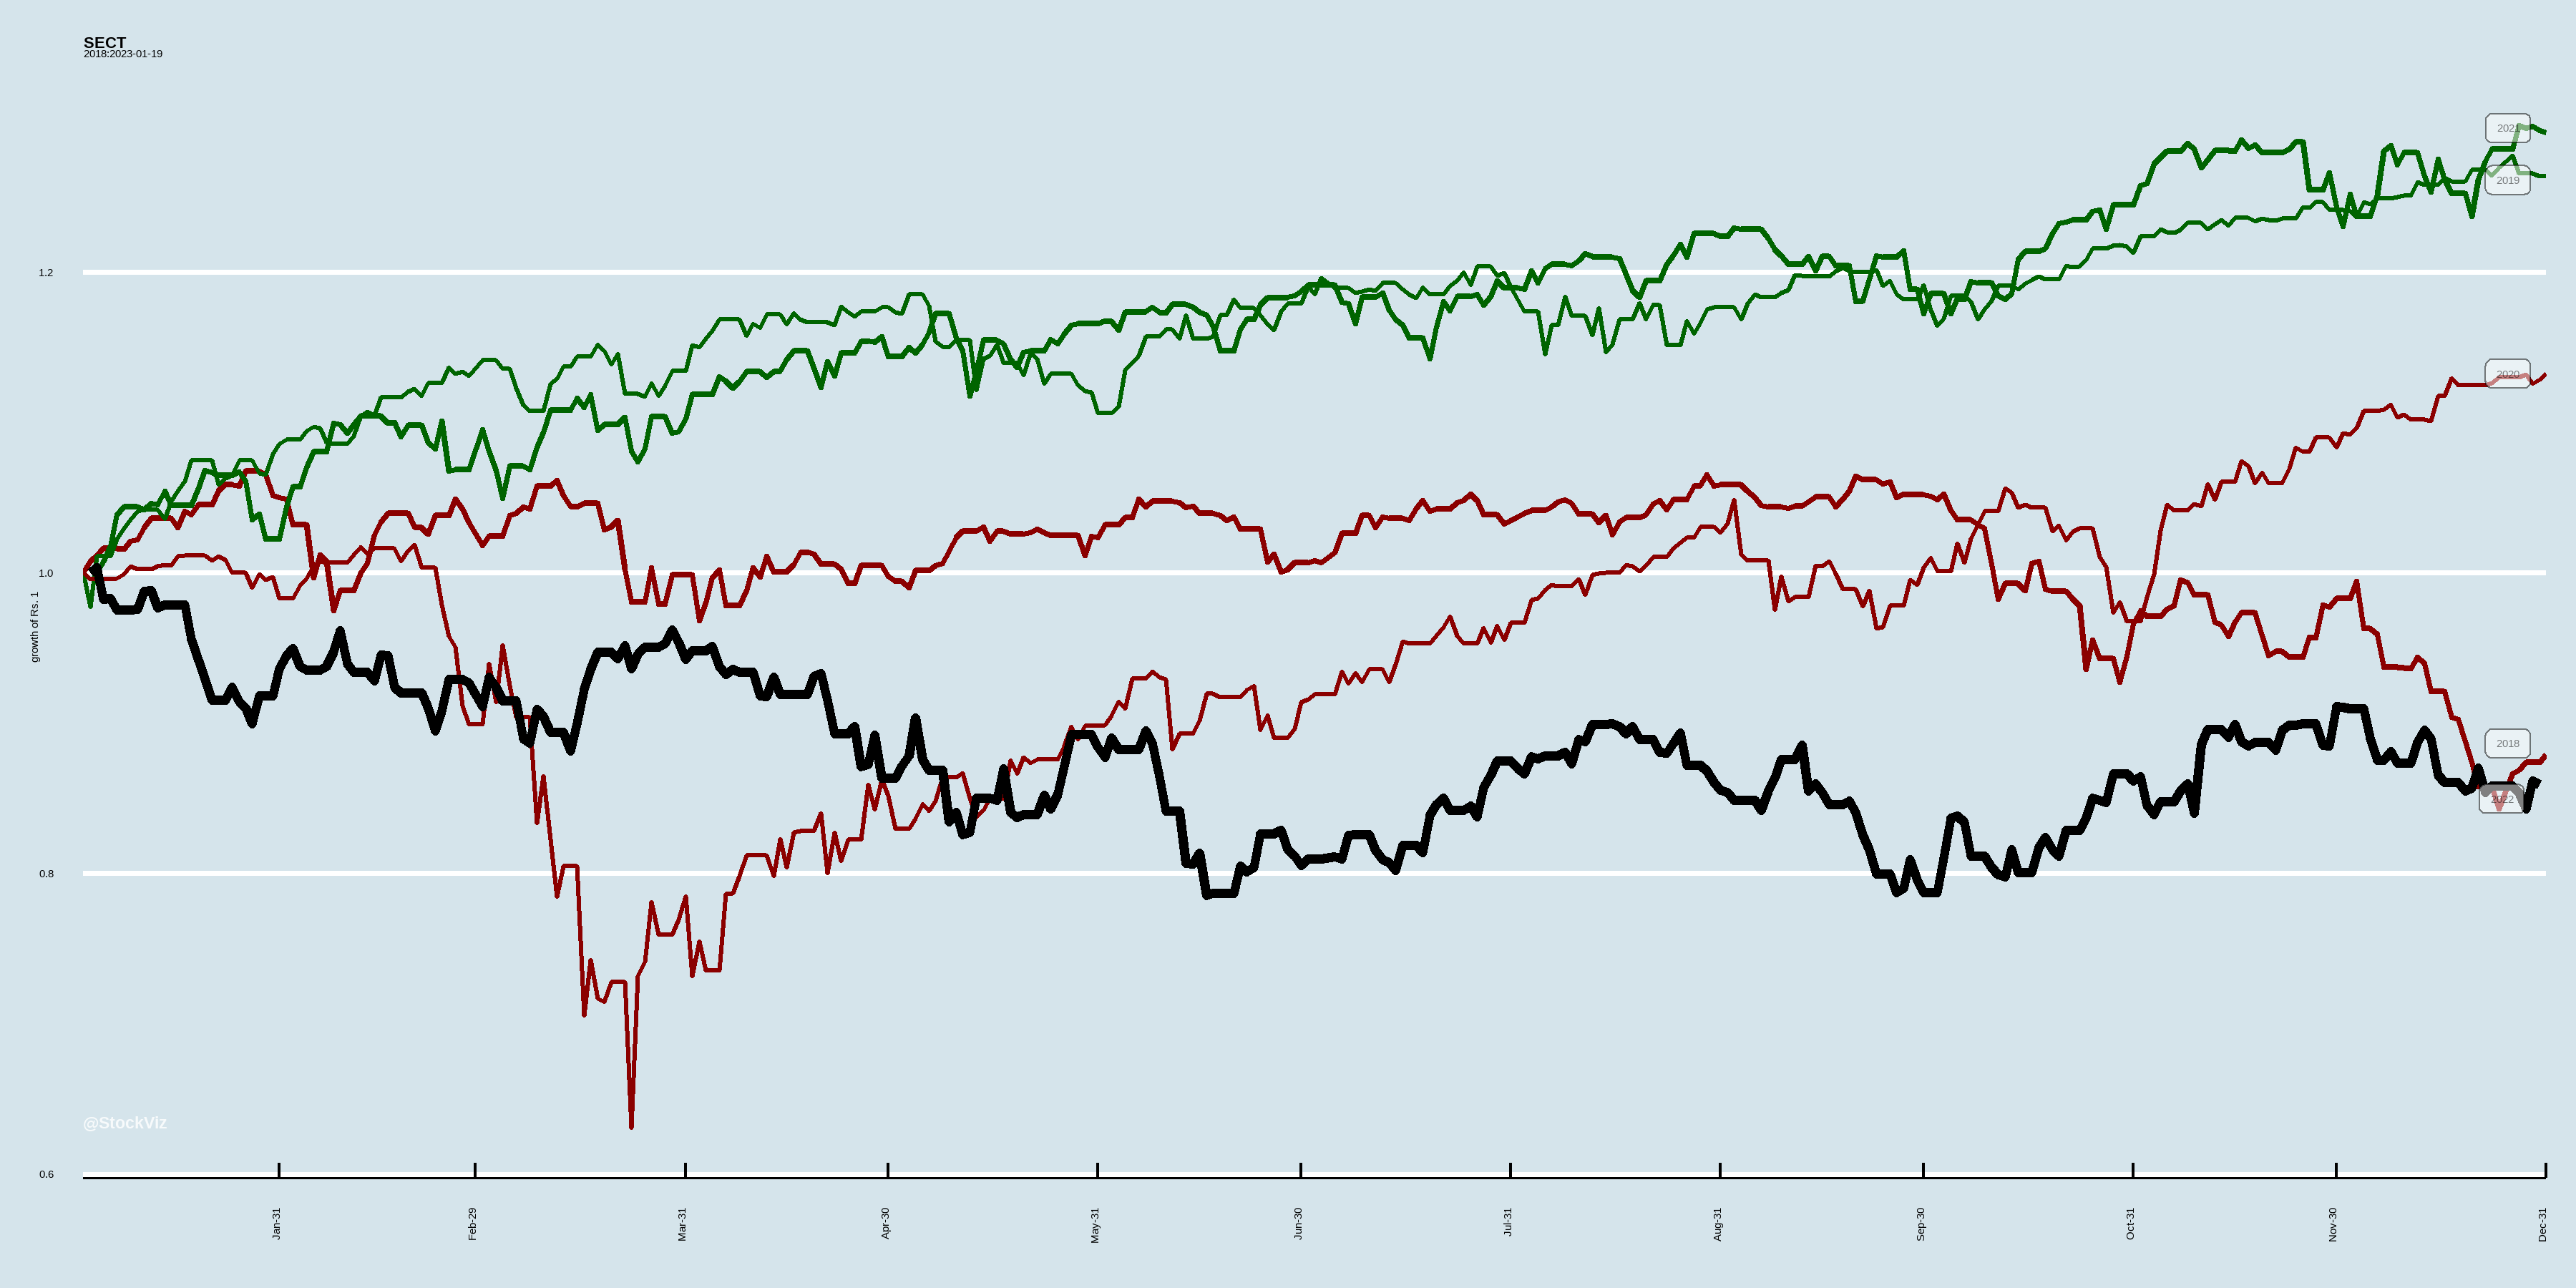 SECT
2018:2023-01-19
2021
2019
1.2
2020
1.0
growth of Rs. 1
2018
2022
0.8
@StockViz
0.6
Jan-31
Feb-29
Mar-31
Apr-30
May-31
Jun-30
Jul-31
Aug-31
Sep-30
Oct-31
Nov-30
Dec-31